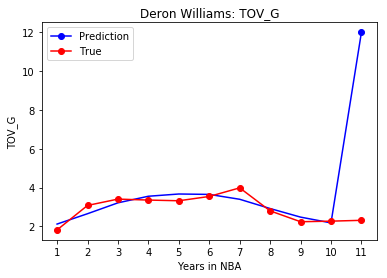 Deron Williams: TOV_G
Prediction
True
12
10
8
6
4
2
TOV_G
1 2 3 4 5 6 7 8 9 10 11
Years in NBA